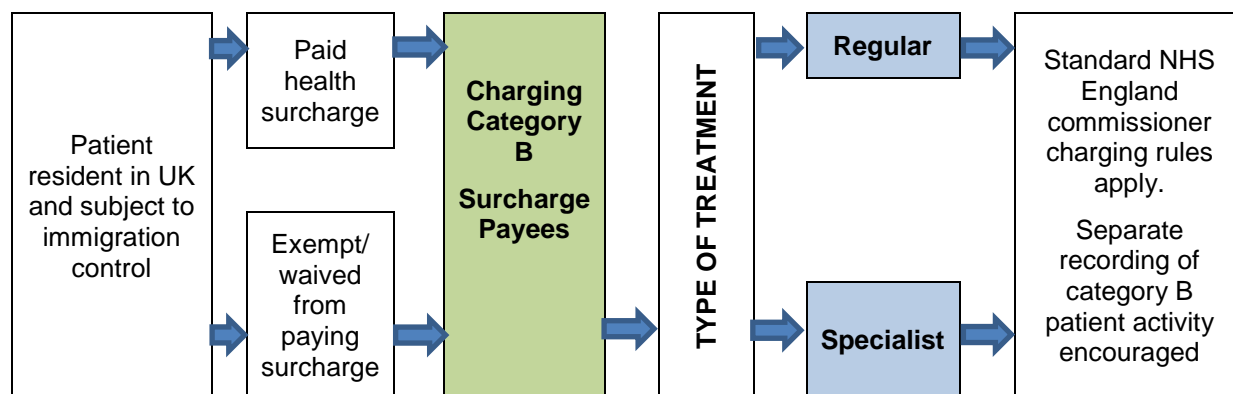 Patient
resident in UK
and subject to
immigration
control
Paid
health
surcharge
Exempt/
waived
from
paying
surcharge
Charging
Category
B
Surcharge
Payees
TYPE OF TREATMENT
Regular
Specialist
Standard NHS
England
commissioner
charging rules
apply.
Separate
recording of
category B
patient activity
encouraged